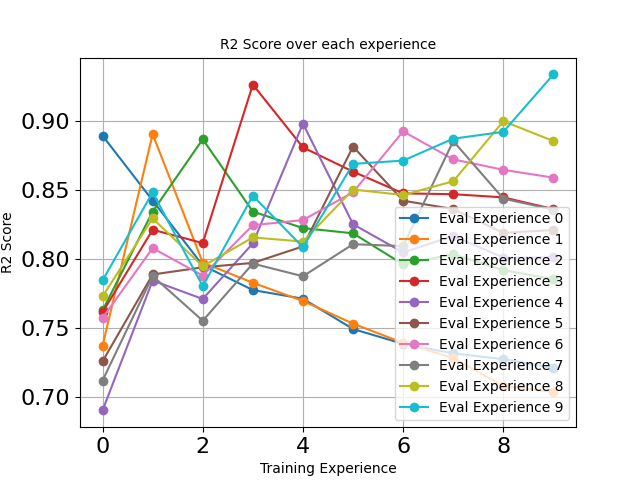 R2 Score over each experience
R2 Score
0.90
0.85
0.80
0.75
0.70
0
2
4
6
8
Training Experience
Eval Experience 0
Eval Experience 1
Eval Experience 2
Eval Experience 3
Eval Experience 4
Eval Experience 5
Eval Experience 6
Eval Experience 7
Eval Experience 8
Eval Experience 9